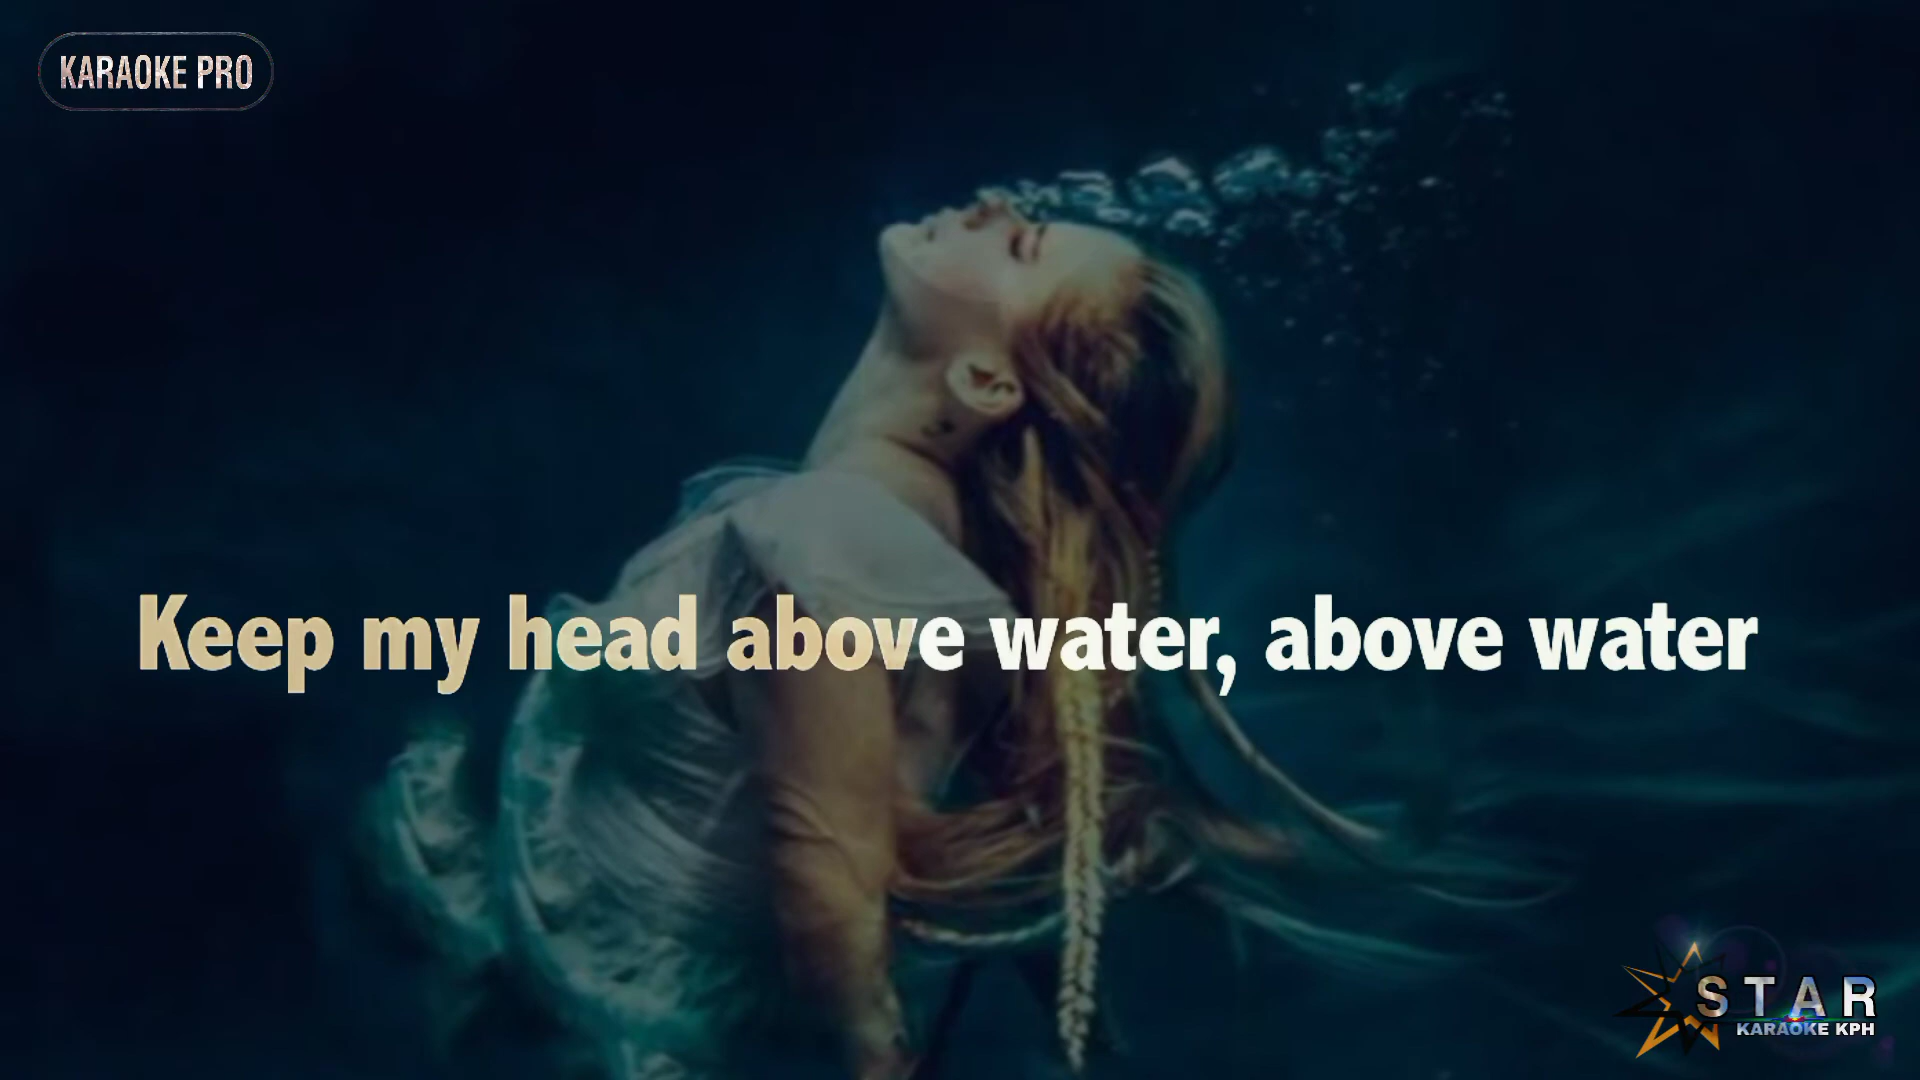 KARAOKE PRO
Keep my head above water, above water
STAR
KARAOKE KPH